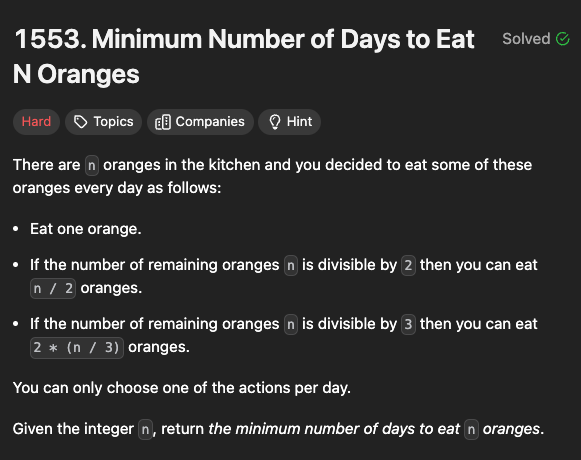 1553. Minimum Number of Days to Eat Solved
N Oranges
Hard Topics Companies Hint
There are n oranges in the kitchen and you decided to eat some of these
oranges every day as follows:
• Eat one orange.
• If the number of remaining oranges n is divisible by 2 then you can eat
n / 2 oranges.
• If the number of remaining oranges n is divisible by 3 then you can eat
2 * (n / 3) oranges.
You can only choose one of the actions per day.
Given the integer n, return the minimum number of days to eat n oranges.